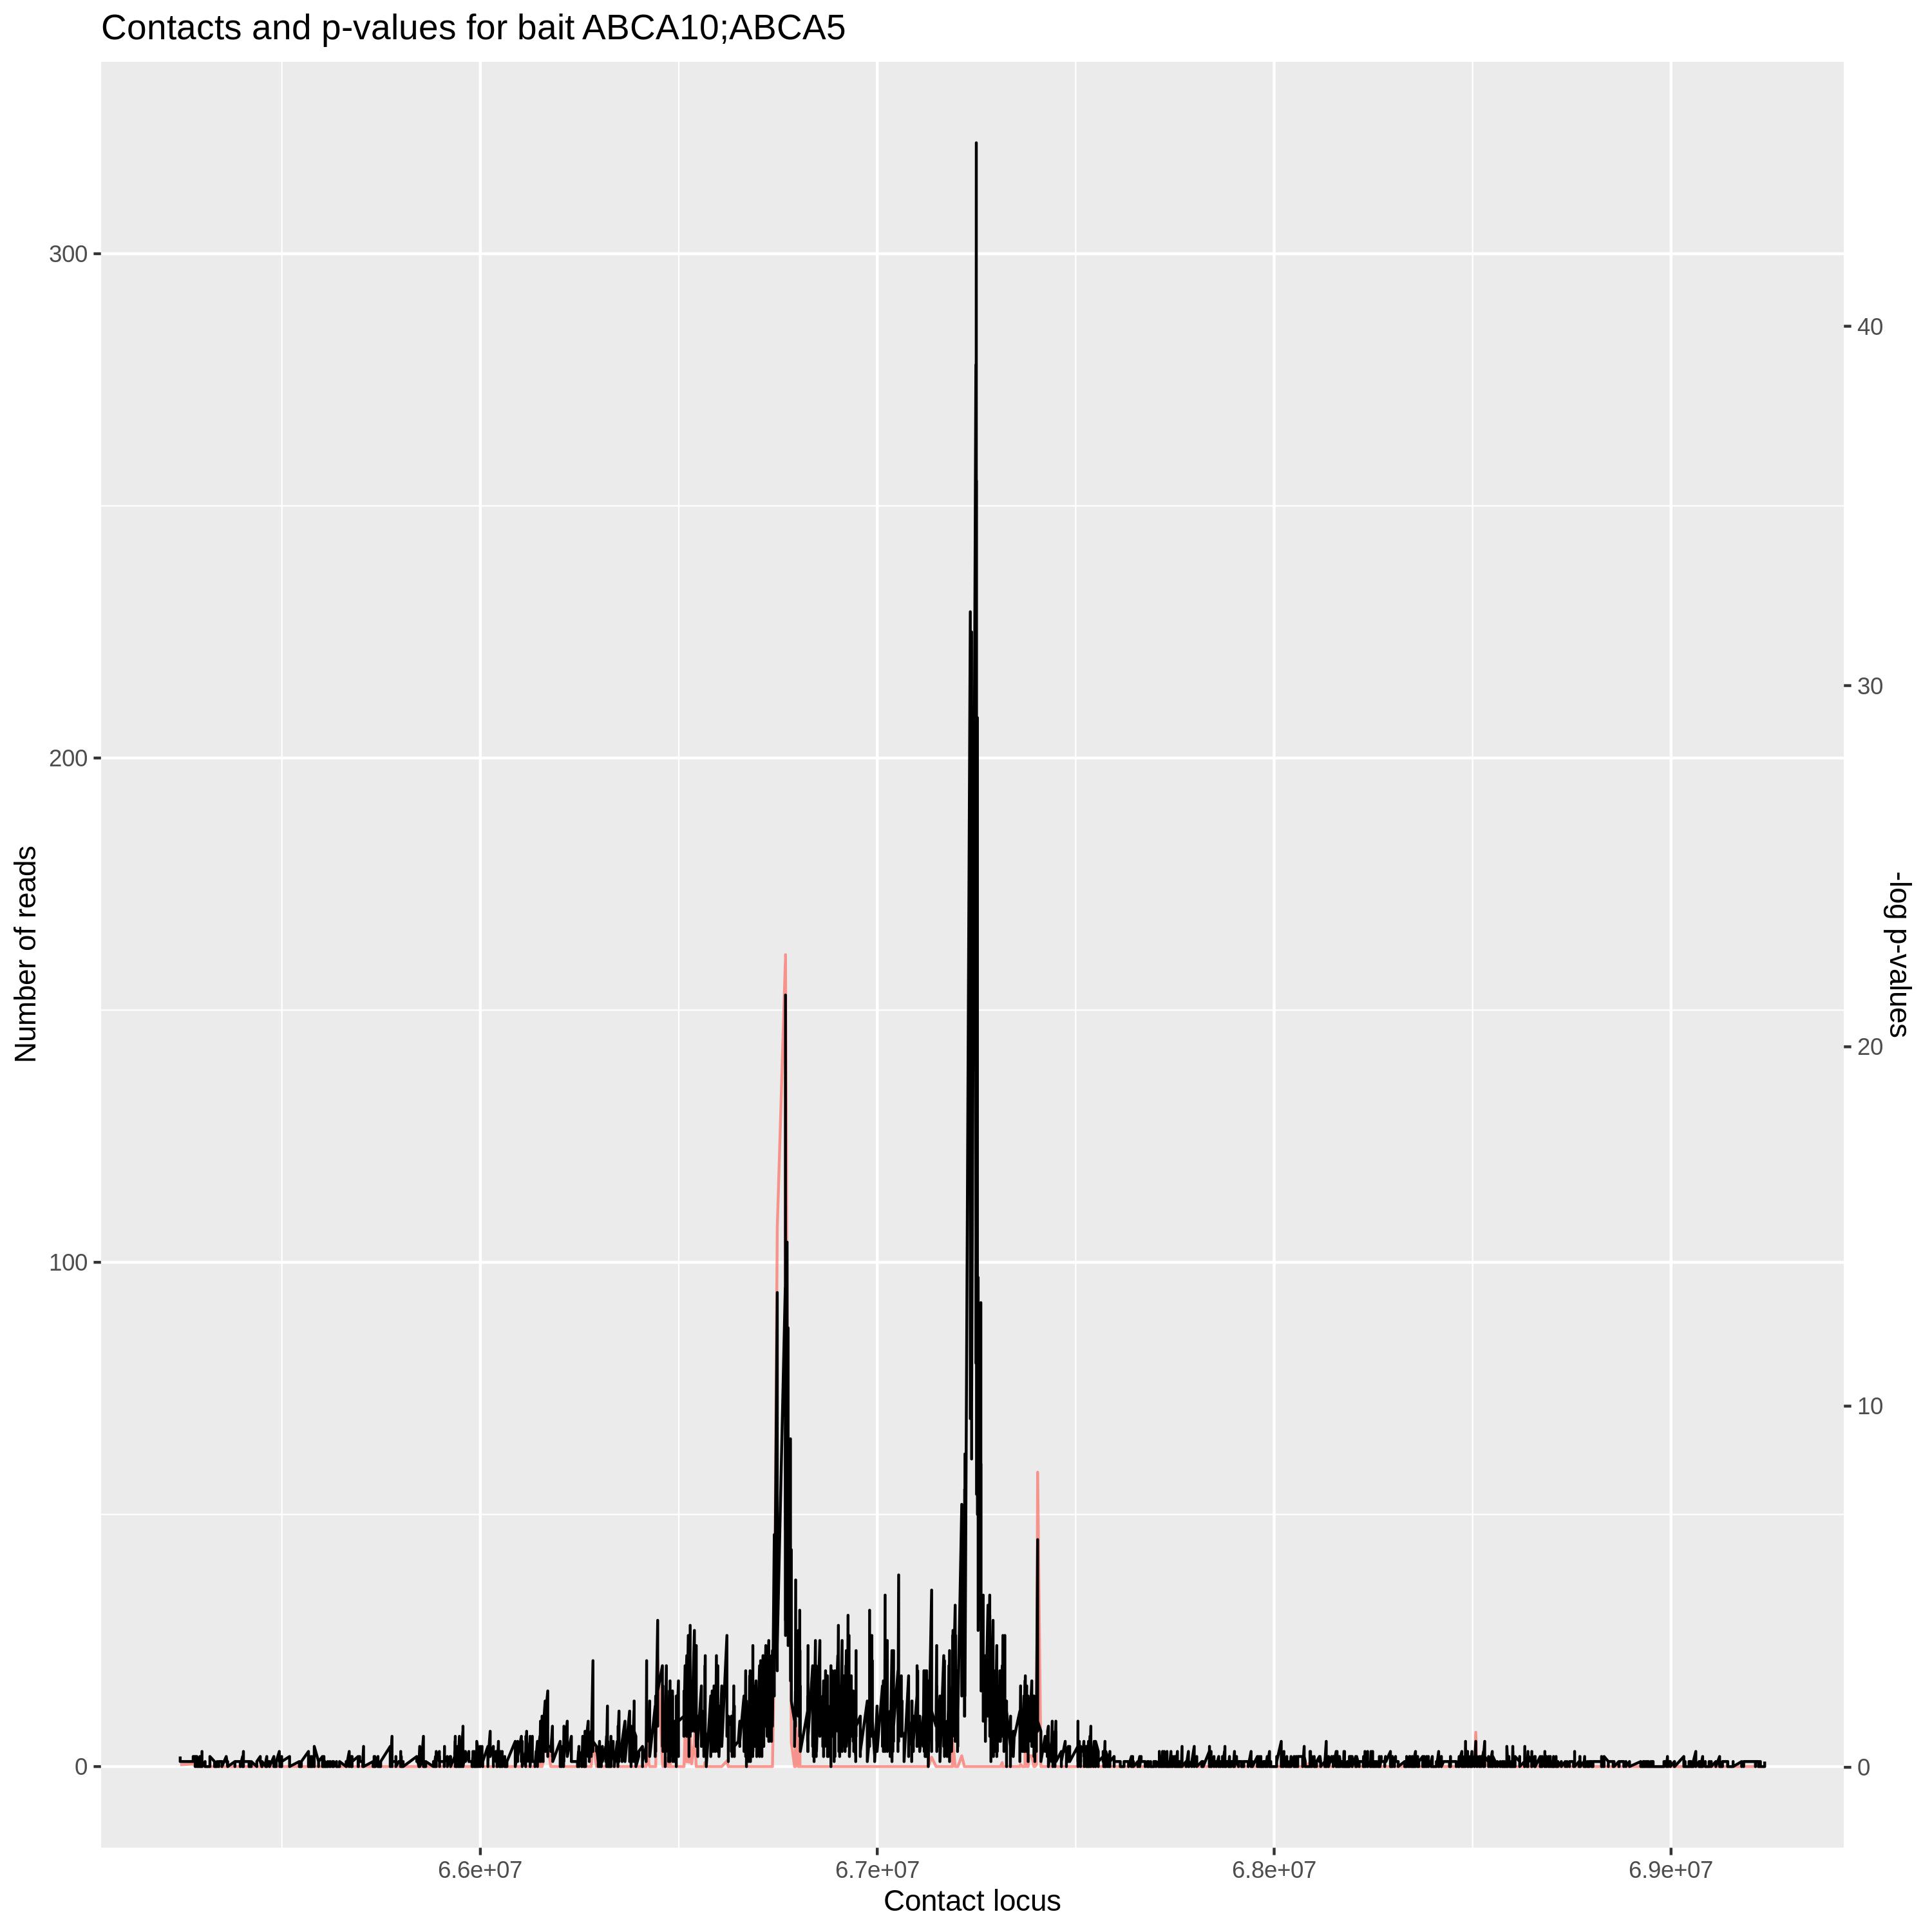 Contacts and p-values for bait ABCA10;ABCA5
300
200
100
0
Number of reads
40
30
20
10
0
-log p-values
6.6e+07 6.7e+07 6.8e+07 6.9e+07
Contact locus